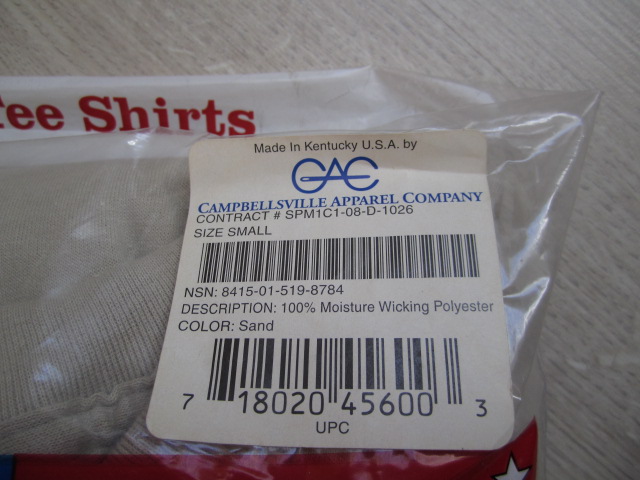 Tee Shirts
Made In Kentucky U.S.A. by
CAC
CAMPBELLSVILLE APPAREL COMPANY
CONTRACT # SPM1C1-08-D-1026
SIZE SMALL
NSN: 8415-01-519-8784
DESCRIPTION: 100% Moisture Wicking Polyester
COLOR: Sand
7 18020 45600 3
UPC